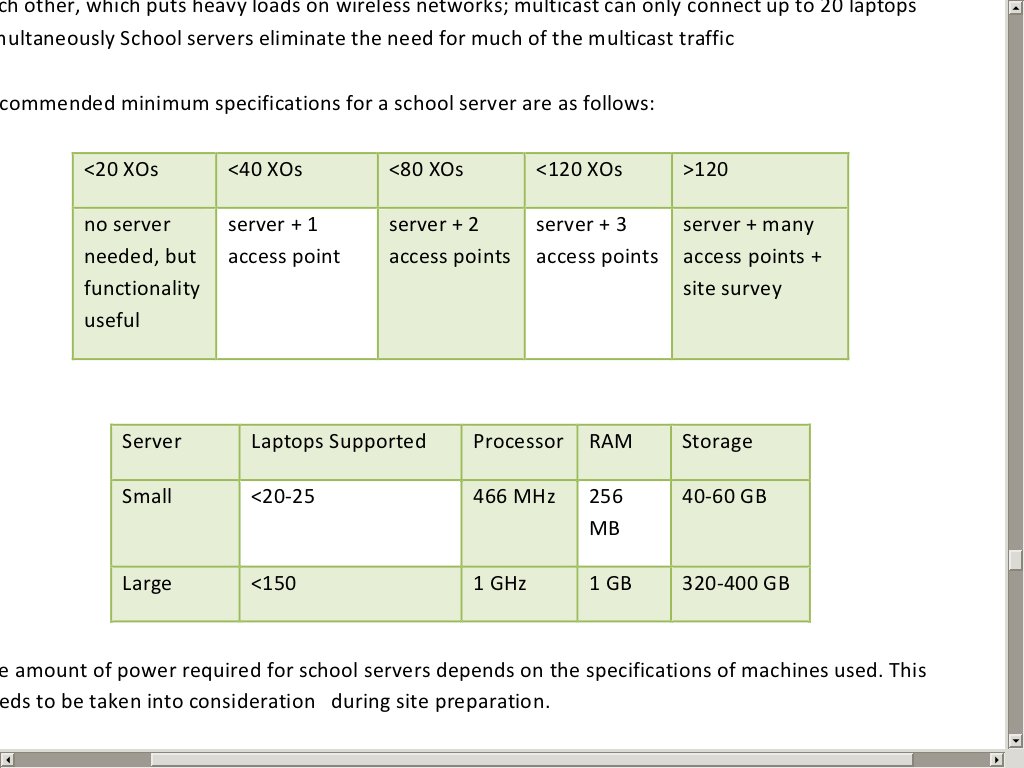 ch other, which puts heavy loads on wireless networks; multicast can only connect up to 20 laptops
multaneously School servers eliminate the need for much of the multicast traffic
commended minimum specifications for a school server are as follows:
<20 XOs <40 XOs <80 XOs <120 XOs >120
no server server + 1 server + 2 server + 3 server + many
needed, but access point access points access points access points +
functionality site survey
useful
Server Laptops Supported Processor RAM Storage
Small <20-25 466 MHz 256 40-60 GB
MB
Large <150 1 GHz 1 GB 320-400 GB
e amount of power required for school servers depends on the specifications of machines used. This
eds to be taken into consideration during site preparation.